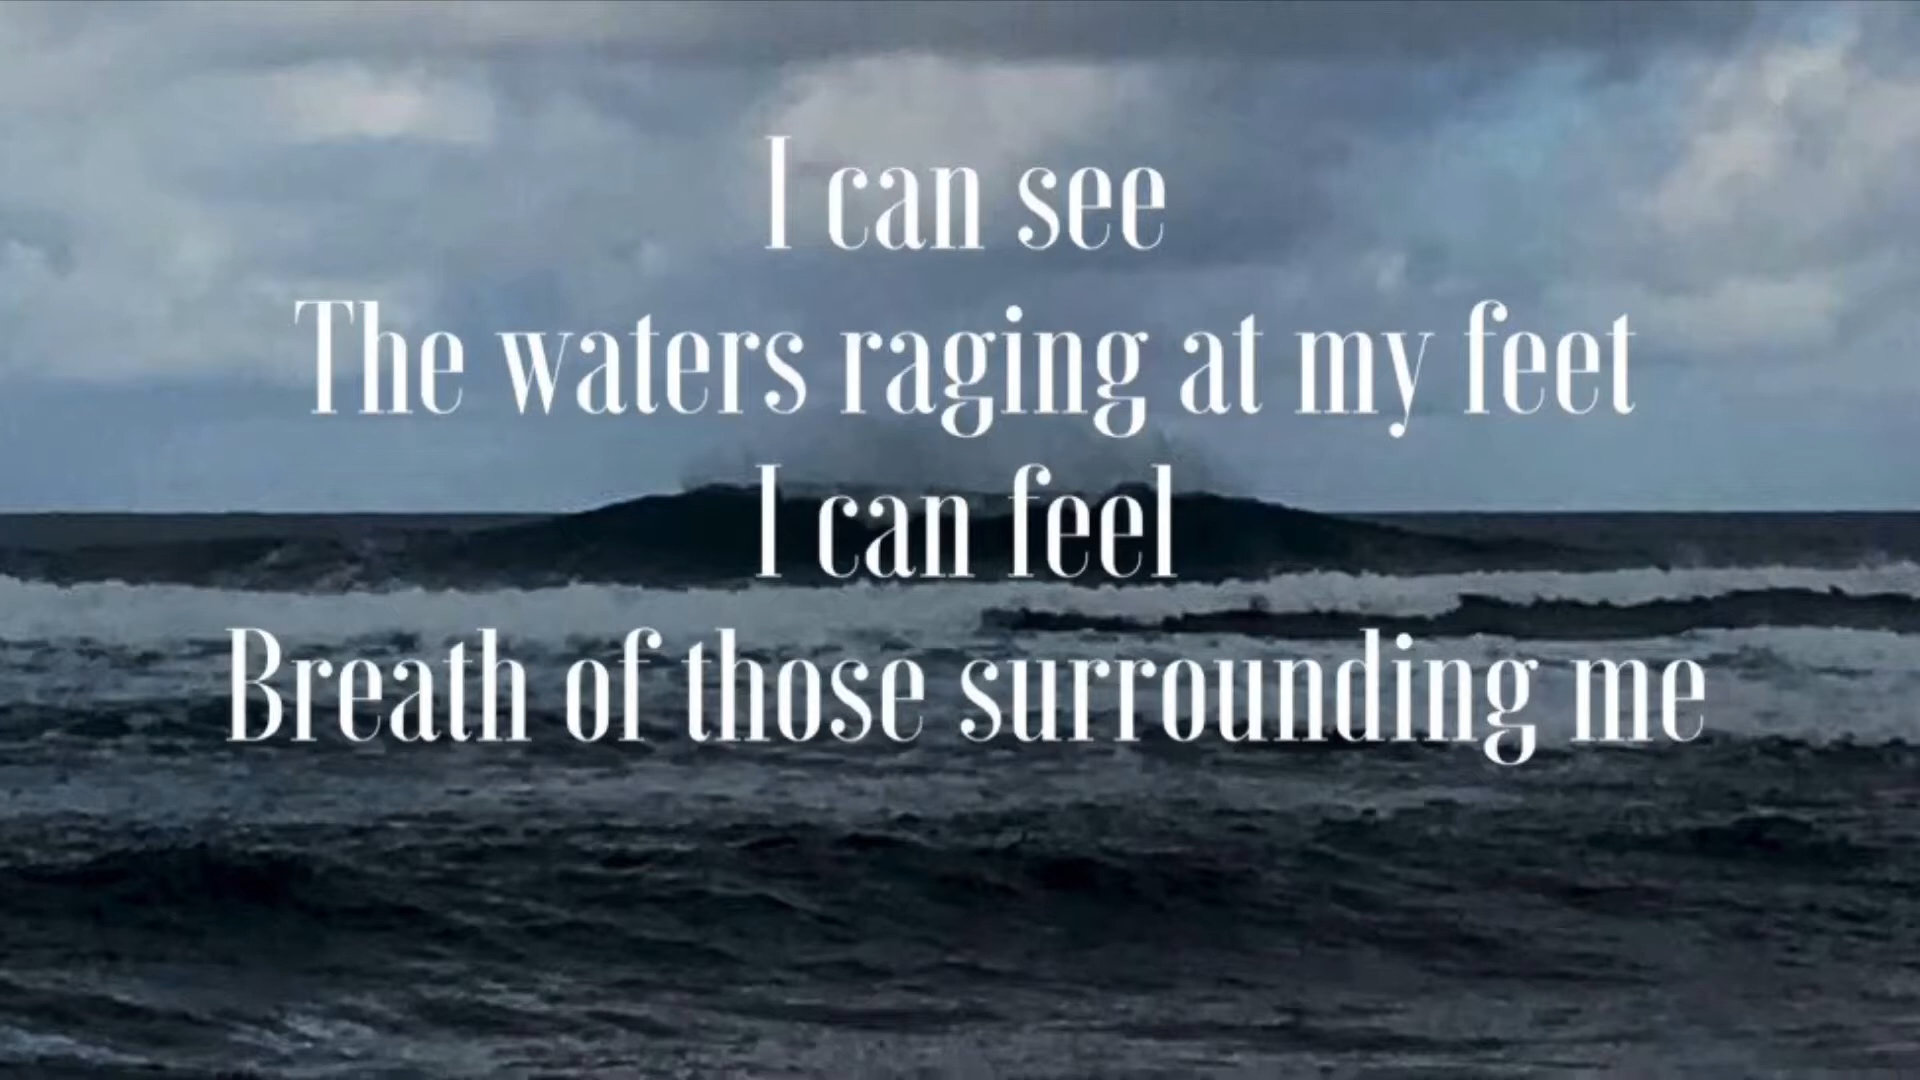 I can see
The waters raging at my feet
I can feel
Breath of those surrounding me